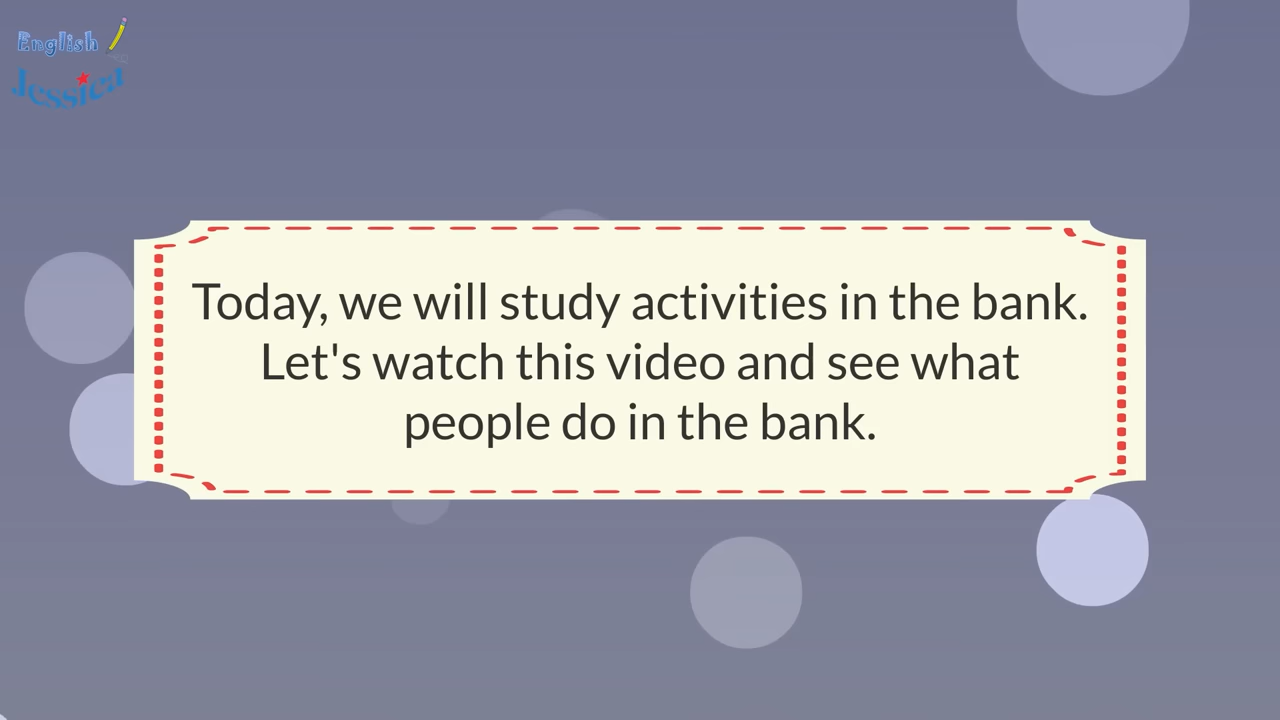 English
Jessica
Today, we will study activities in the bank.
Let's watch this video and see what
people do in the bank.